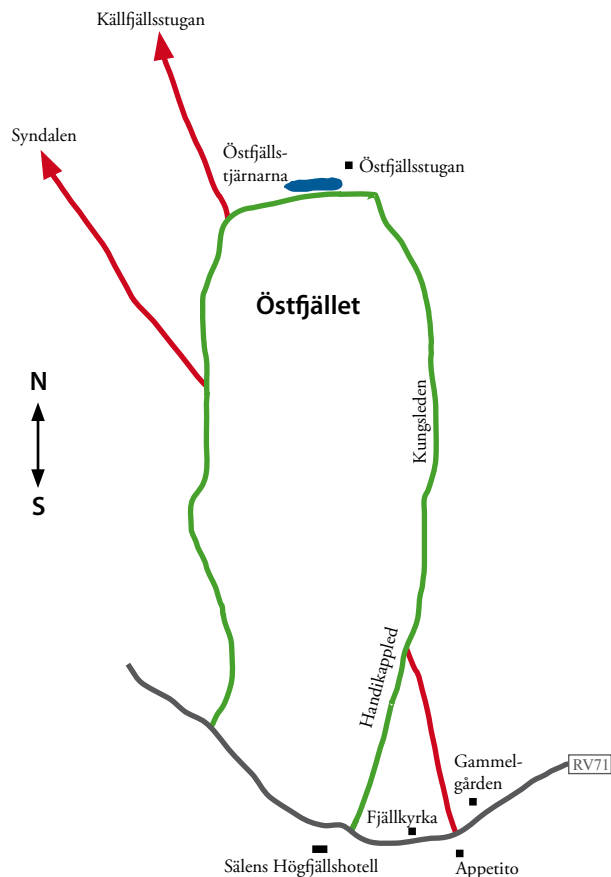 Källfjällsstugan
Syndalen
Östfjälls-
tjärnarna
Östfjällsstugan
Östfjället
N
S
Kungsleden
Handikappled
Gammel-
gården
RV71
Fjällkyrka
Sälens Högfjällshotell
Appetito